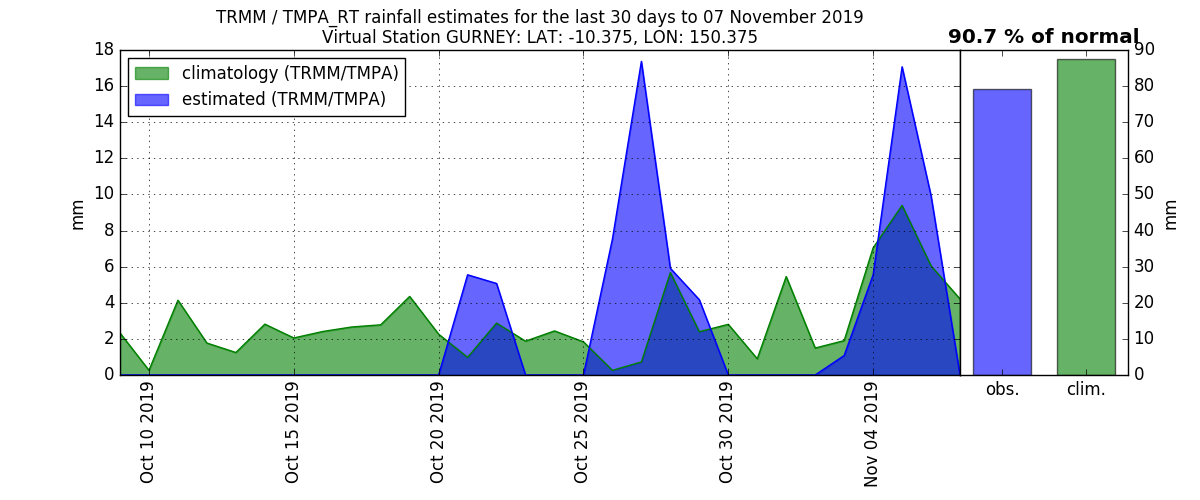 TRMM / TMPA_RT rainfall estimates for the last 30 days to 07 November 2019
Virtual Station GURNEY: LAT: -10.375, LON: 150.375
90.7 % of normal
climatology (TRMM/TMPA)
estimated (TRMM/TMPA)
18
16
14
12
10
8
6
4
2
0
mm
Oct 10 2019
Oct 15 2019
Oct 20 2019
Oct 25 2019
Oct 30 2019
Nov 04 2019
obs.
clim.
90
80
70
60
50
40
30
20
10
0
mm